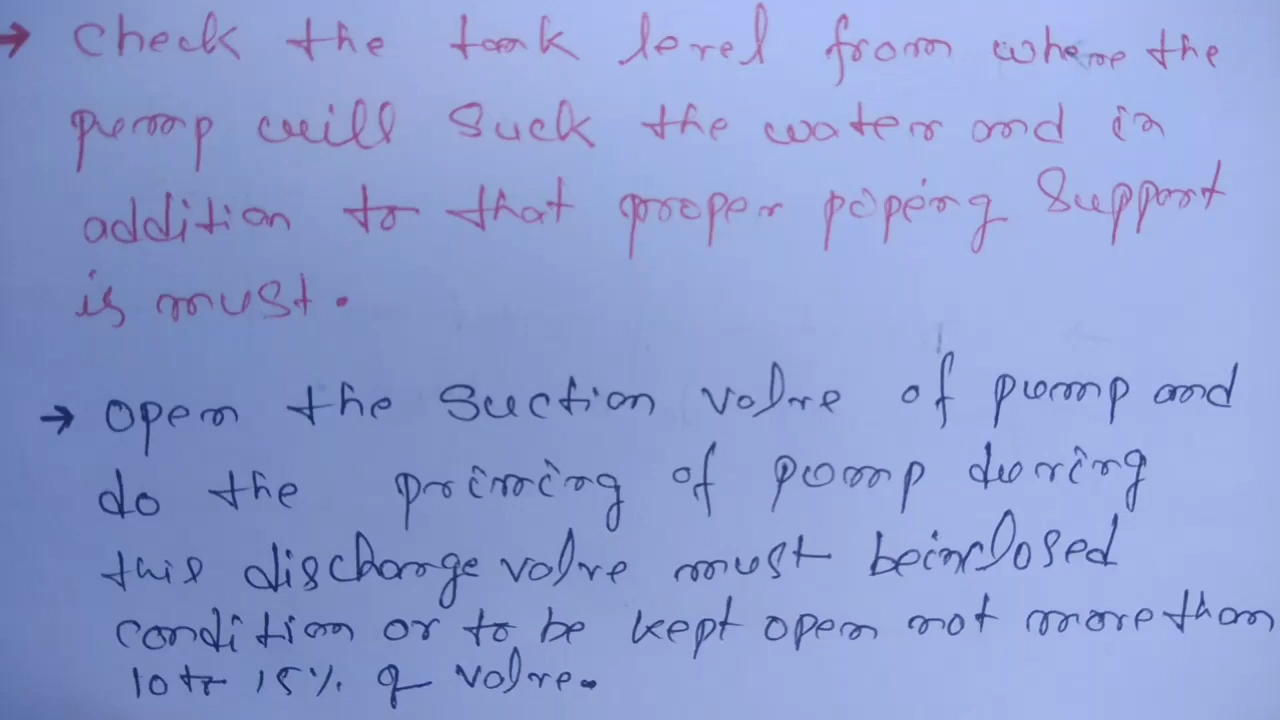 → Check the tank level from where the
pump will suck the water and in
addition to that proper piping Support
is must.
→ Open the Suction valve of pump and
do the priming of pump during
this discharge valve must be in closed
condition or to be kept open not more than
10 to 15% of valve.